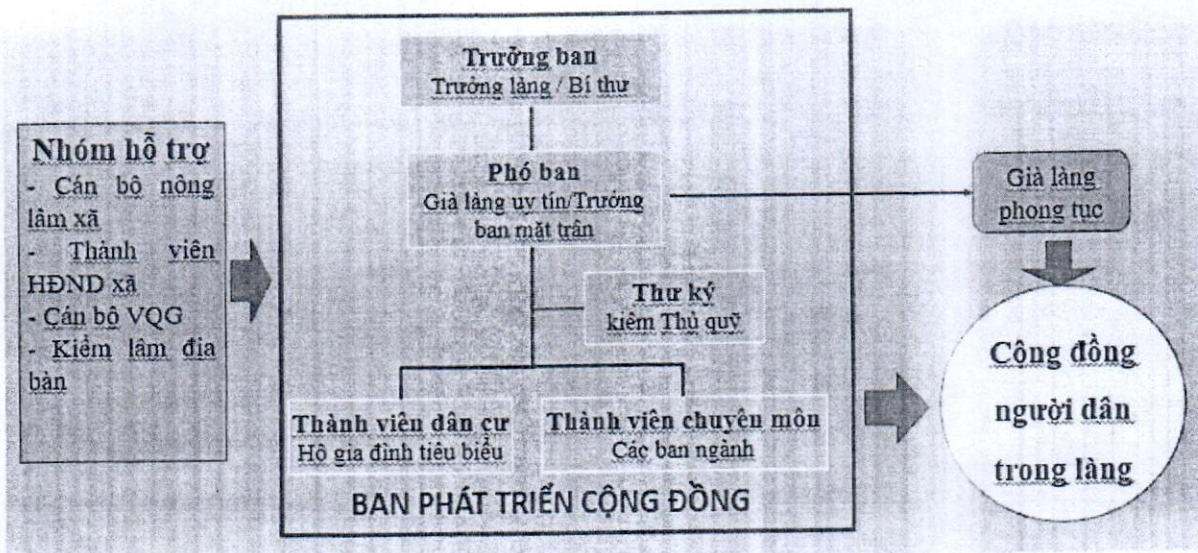 Nhóm hỗ trợ
- Cán bộ nông
lâm xã
- Thành viên
HĐND xã
- Cán bộ VQG
- Kiểm lâm địa
bàn
Trưởng ban
Trưởng làng / Bí thư
Phó ban
Già làng uy tín/Trưởng
ban mặt trân
Thư ký
kiêm Thủ quỹ
Thành viên dân cư
Hộ gia đình tiêu biểu
Thành viên chuyên môn
Các ban ngành
BAN PHÁT TRIỂN CỘNG ĐỒNG
Già làng
phong tục
Cộng đồng
người dân
trong làng